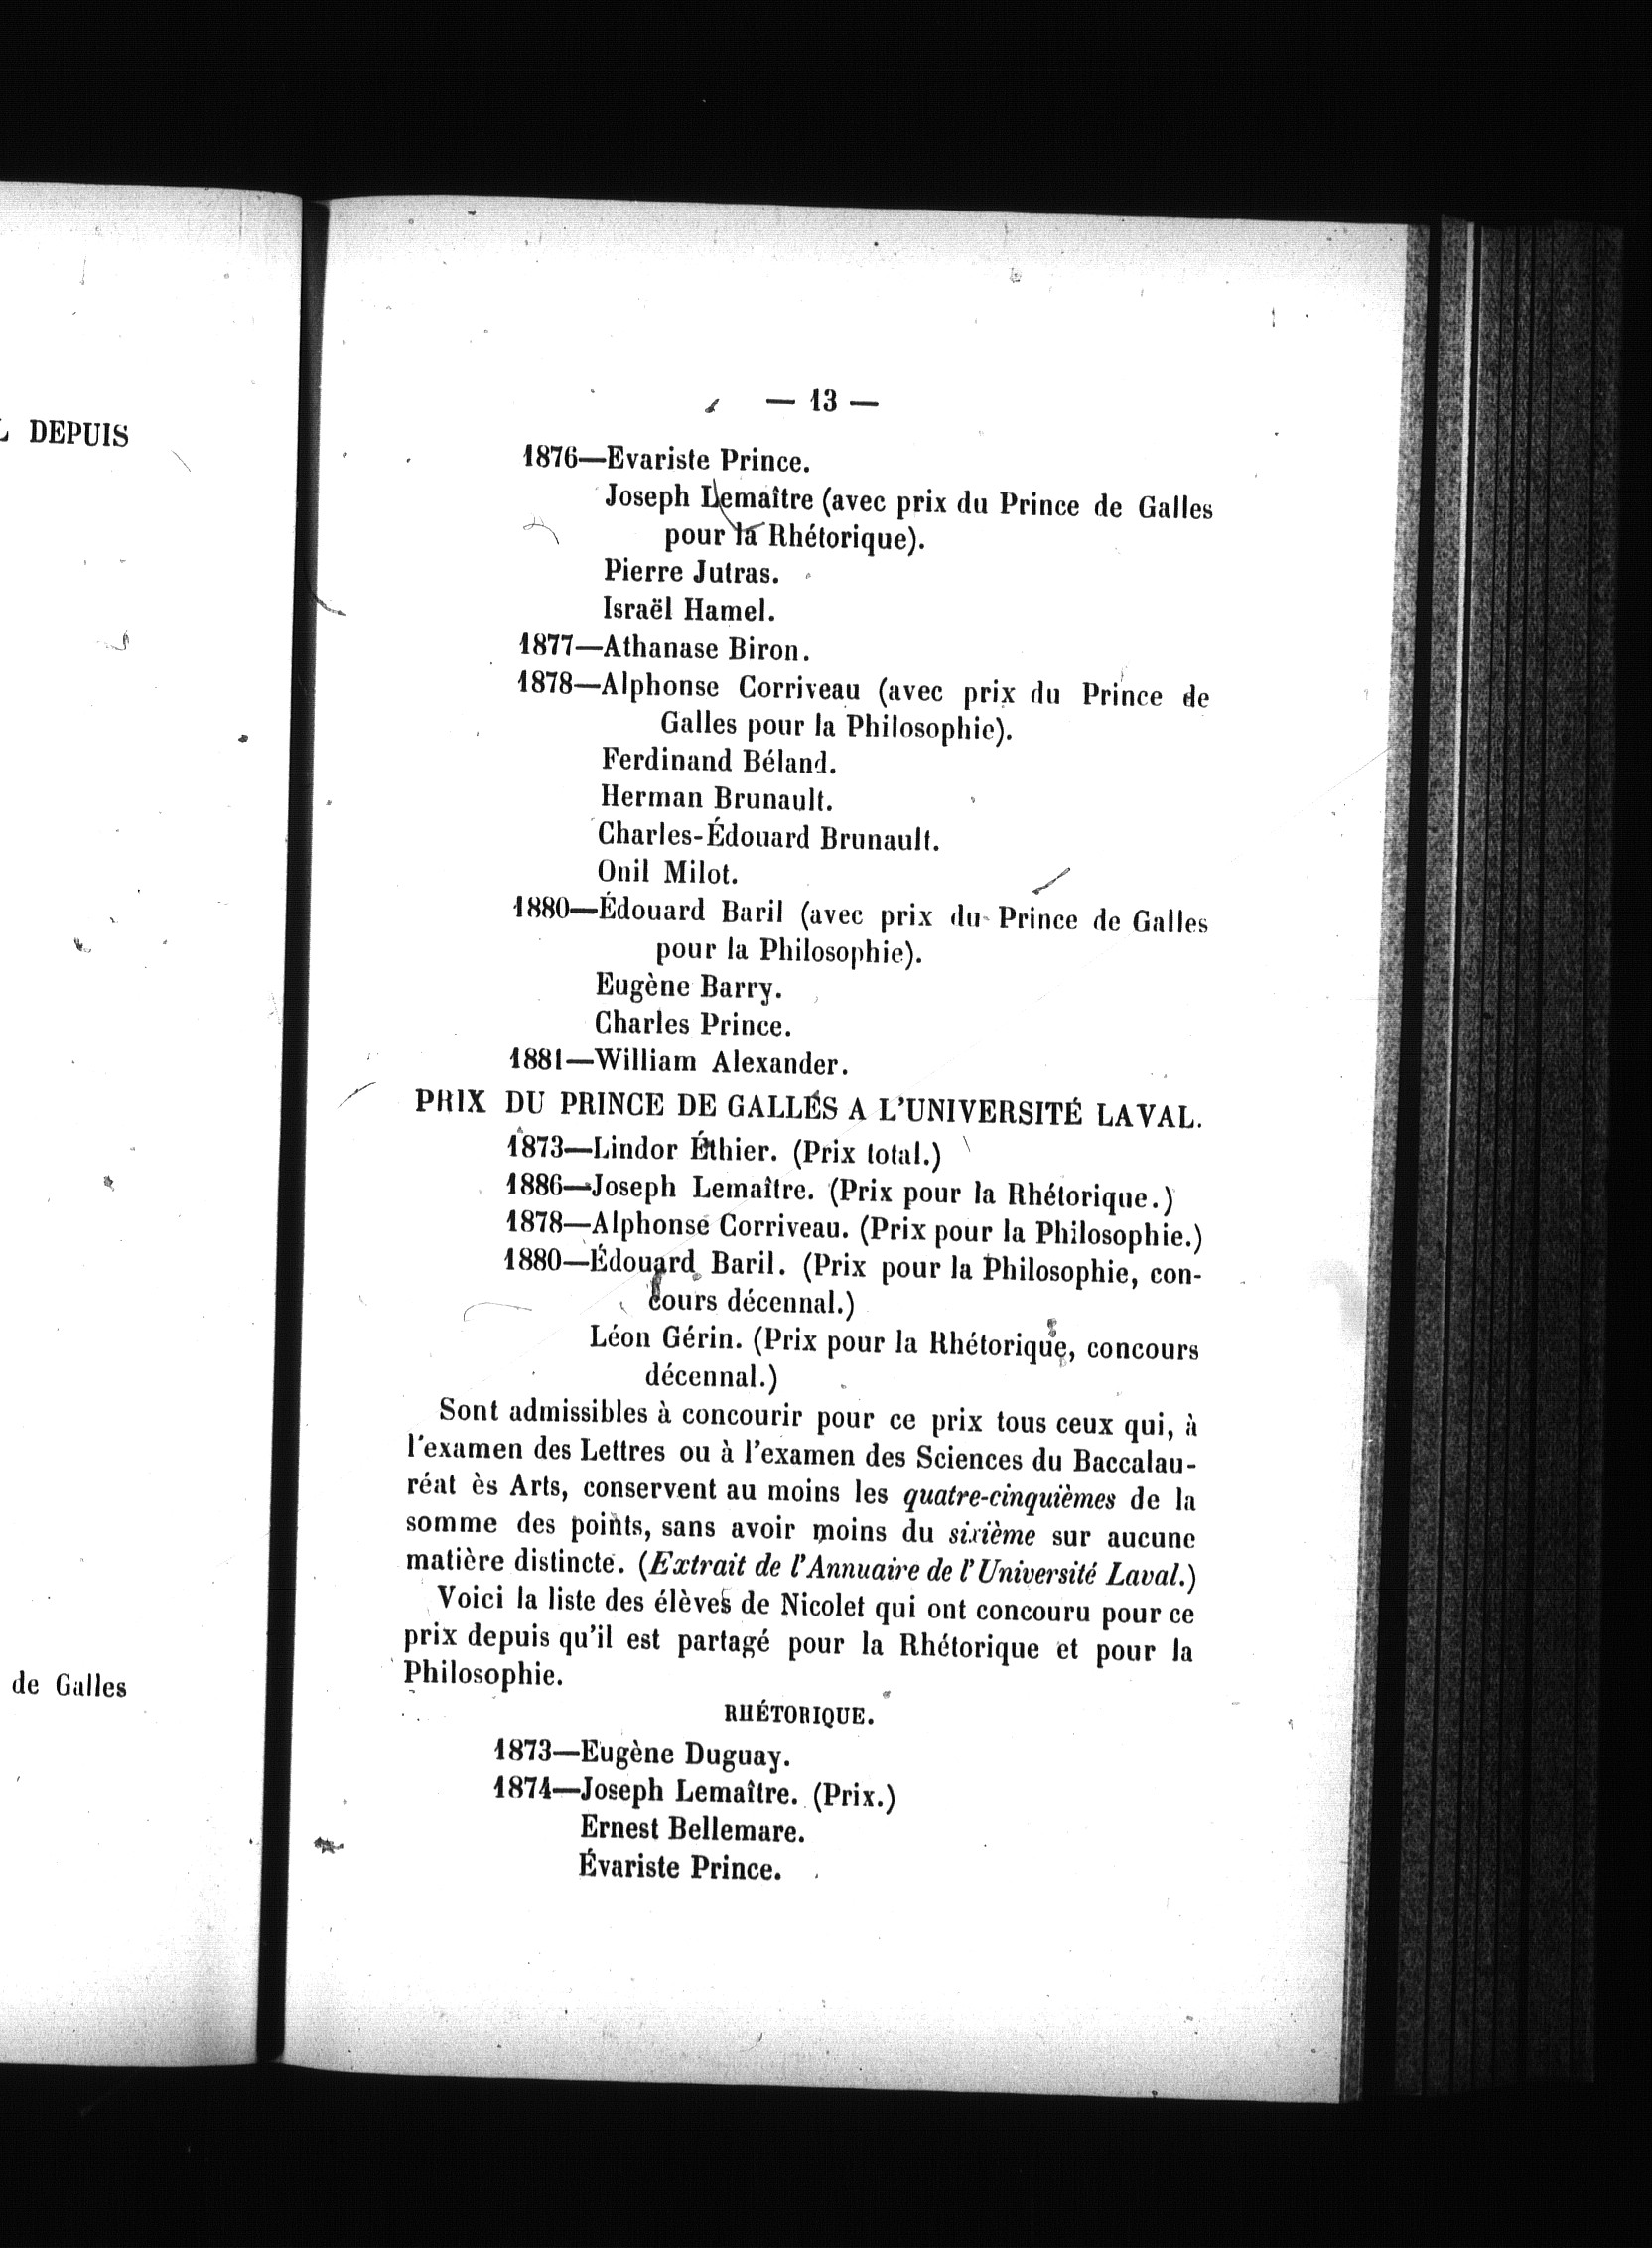 L DEPUIS
de Galles
— 13 —
1876—Evariste Prince.
Joseph Lemaître (avec prix du Prince de Galles
pour la Rhétorique).
Pierre Jutras.
Israël Hamel.
1877—Athanase Biron.
1878—Alphonse Corriveau (avec prix du Prince de
Galles pour la Philosophie).
Ferdinand Béland.
Herman Brunault.
Charles-Édouard Brunault.
Onil Milot.
1880—Édouard Baril (avec prix du Prince de Galles
pour la Philosophie).
Eugène Barry.
Charles Prince.
1881—William Alexander.
PRIX DU PRINCE DE GALLES A L'UNIVERSITÉ LAVAL.
1873—Lindor Éthier. (Prix total.)
1886—Joseph Lemaître. (Prix pour la Rhétorique.)
1878—Alphonse Corriveau. (Prix pour la Philosophie.)
1880—Édouard Baril. (Prix pour la Philosophie, con-
cours décennal.)
Léon Gérin. (Prix pour la Rhétorique, concours
décennal.)
Sont admissibles à concourir pour ce prix tous ceux qui, à
l'examen des Lettres ou à l'examen des Sciences du Baccalau-
réat ès Arts, conservent au moins les quatre-cinquièmes de la
somme des points, sans avoir moins du sixième sur aucune
matière distincte. (Extrait de l'Annuaire de l'Université Laval.)
Voici la liste des élèves de Nicolet qui ont concouru pour ce
prix depuis qu'il est partagé pour la Rhétorique et pour la
Philosophie.
RHÉTORIQUE.
1873—Eugène Duguay.
1874—Joseph Lemaître. (Prix.)
Ernest Bellemare.
Évariste Prince.